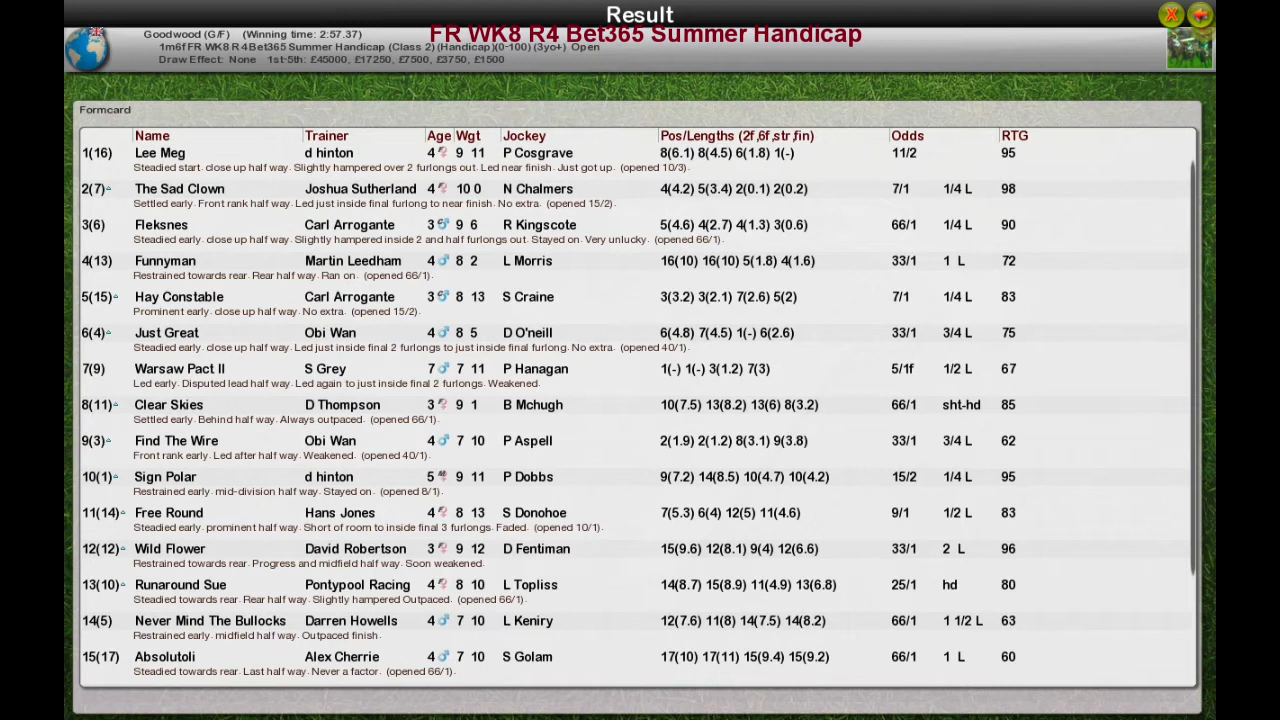 Result
FR WK8 R4 Bet365 Summer Handicap
Goodwood (G/F) (Winning time: 2:57.37)
1m6f FR WK8 R4 Bet365 Summer Handicap (Class 2) (Handicap)(0-100) (3yo+) Open
Draw Effect: None 1st-5th: £45000, £17250, £7500, £3750, £1500
Formcard
Name Trainer Age Wgt Jockey Pos/Lengths (2f,6f,str,fin) Odds RTG
1(16) Lee Meg d hinton 4 9 11 P Cosgrave 8(6.1) 8(4.5) 6(1.8) 1(-) 11/2 95
Steadied start. close up half way. Slightly hampered over 2 furlongs out. Led near finish. Just got up. (opened 10/3).
2(7) The Sad Clown Joshua Sutherland 4 10 0 N Chalmers 4(4.2) 5(3.4) 2(0.1) 2(0.2) 7/1 1/4 L 98
Settled early. Front rank half way. Led just inside final furlong to near finish. No extra. (opened 15/2).
3(6) Fleksnes Carl Arrogante 3 9 6 R Kingscote 5(4.6) 4(2.7) 4(1.3) 3(0.6) 66/1 1/4 L 90
Steadied early. close up half way. Slightly hampered inside 2 and half furlongs out. Stayed on. Very unlucky. (opened 66/1).
4(13) Funnyman Martin Leedham 4 8 2 L Morris 16(10) 16(10) 5(1.8) 4(1.6) 33/1 1 L 72
Restrained towards rear. Rear half way. Ran on. (opened 66/1).
5(15) Hay Constable Carl Arrogante 3 8 13 S Craine 3(3.2) 3(2.1) 7(2.6) 5(2) 7/1 1/4 L 83
Prominent early. close up half way. No extra. (opened 15/2).
6(4) Just Great Obi Wan 4 8 5 D O'neill 6(4.8) 7(4.5) 1(-) 6(2.6) 33/1 3/4 L 75
Steadied early. close up half way. Led just inside final 2 furlongs to just inside final furlong. No extra. (opened 40/1).
7(9) Warsaw Pact II S Grey 7 7 11 P Hanagan 1(-) 1(-) 3(1.2) 7(3) 5/1f 1/2 L 67
Led early. Disputed lead half way. Led again to just inside final 2 furlongs. Weakened.
8(11) Clear Skies D Thompson 3 9 1 B Mchugh 10(7.5) 13(8.2) 13(6) 8(3.2) 66/1 sht-hd 85
Settled early. Behind half way. Always outpaced. (opened 66/1).
9(3) Find The Wire Obi Wan 4 7 10 P Aspell 2(1.9) 2(1.2) 8(3.1) 9(3.8) 33/1 3/4 L 62
Front rank early. Led after half way. Weakened. (opened 40/1).
10(1) Sign Polar d hinton 5 9 11 P Dobbs 9(7.2) 14(8.5) 10(4.7) 10(4.2) 15/2 1/4 L 95
Restrained early. mid-division half way. Stayed on. (opened 8/1).
11(14) Free Round Hans Jones 4 8 13 S Donohoe 7(5.3) 6(4) 12(5) 11(4.6) 9/1 1/2 L 83
Steadied early. prominent half way. Short of room to inside final 3 furlongs. Faded. (opened 10/1).
12(12) Wild Flower David Robertson 3 9 12 D Fentiman 15(9.6) 12(8.1) 9(4) 12(6.6) 33/1 2 L 96
Restrained towards rear. Progress and midfield half way. Soon weakened.
13(10) Runaround Sue Pontypool Racing 4 8 10 L Topliss 14(8.7) 15(8.9) 11(4.9) 13(6.8) 25/1 hd 80
Steadied towards rear. Rear half way. Slightly hampered Outpaced. (opened 66/1).
14(5) Never Mind The Bullocks Darren Howells 4 7 10 L Keniry 12(7.6) 11(8) 14(7.5) 14(8.2) 66/1 1 1/2 L 63
Restrained early. midfield half way. Outpaced finish.
15(17) Absolutoli Alex Cherrie 4 7 10 S Golam 17(10) 17(11) 15(9.4) 15(9.2) 66/1 1 L 60
Steadied towards rear. Last half way. Never a factor. (opened 66/1).